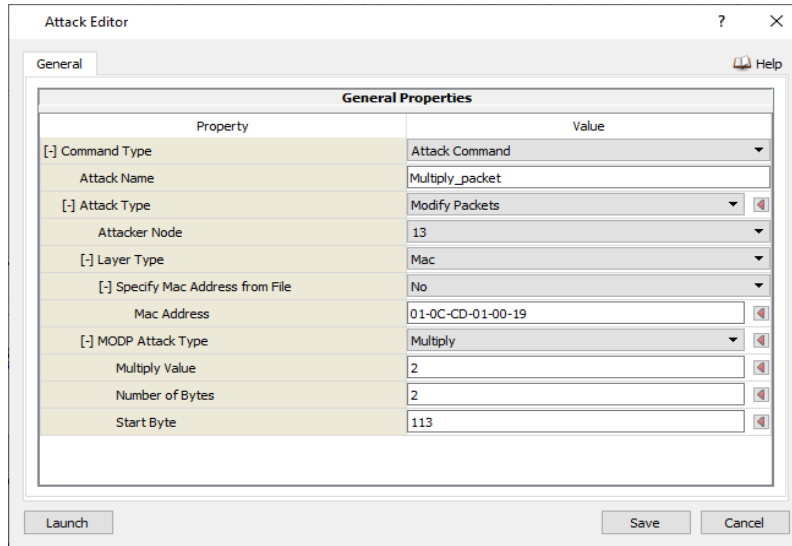 Attack Editor ? ×
General Help
General Properties
Property Value
[-] Command Type Attack Command
Attack Name Multiply_packet
[-] Attack Type Modify Packets
Attacker Node 13
[-] Layer Type Mac
[-] Specify Mac Address from File No
Mac Address 01-0C-CD-01-00-19
[-] MODP Attack Type Multiply
Multiply Value 2
Number of Bytes 2
Start Byte 113
Launch Save Cancel